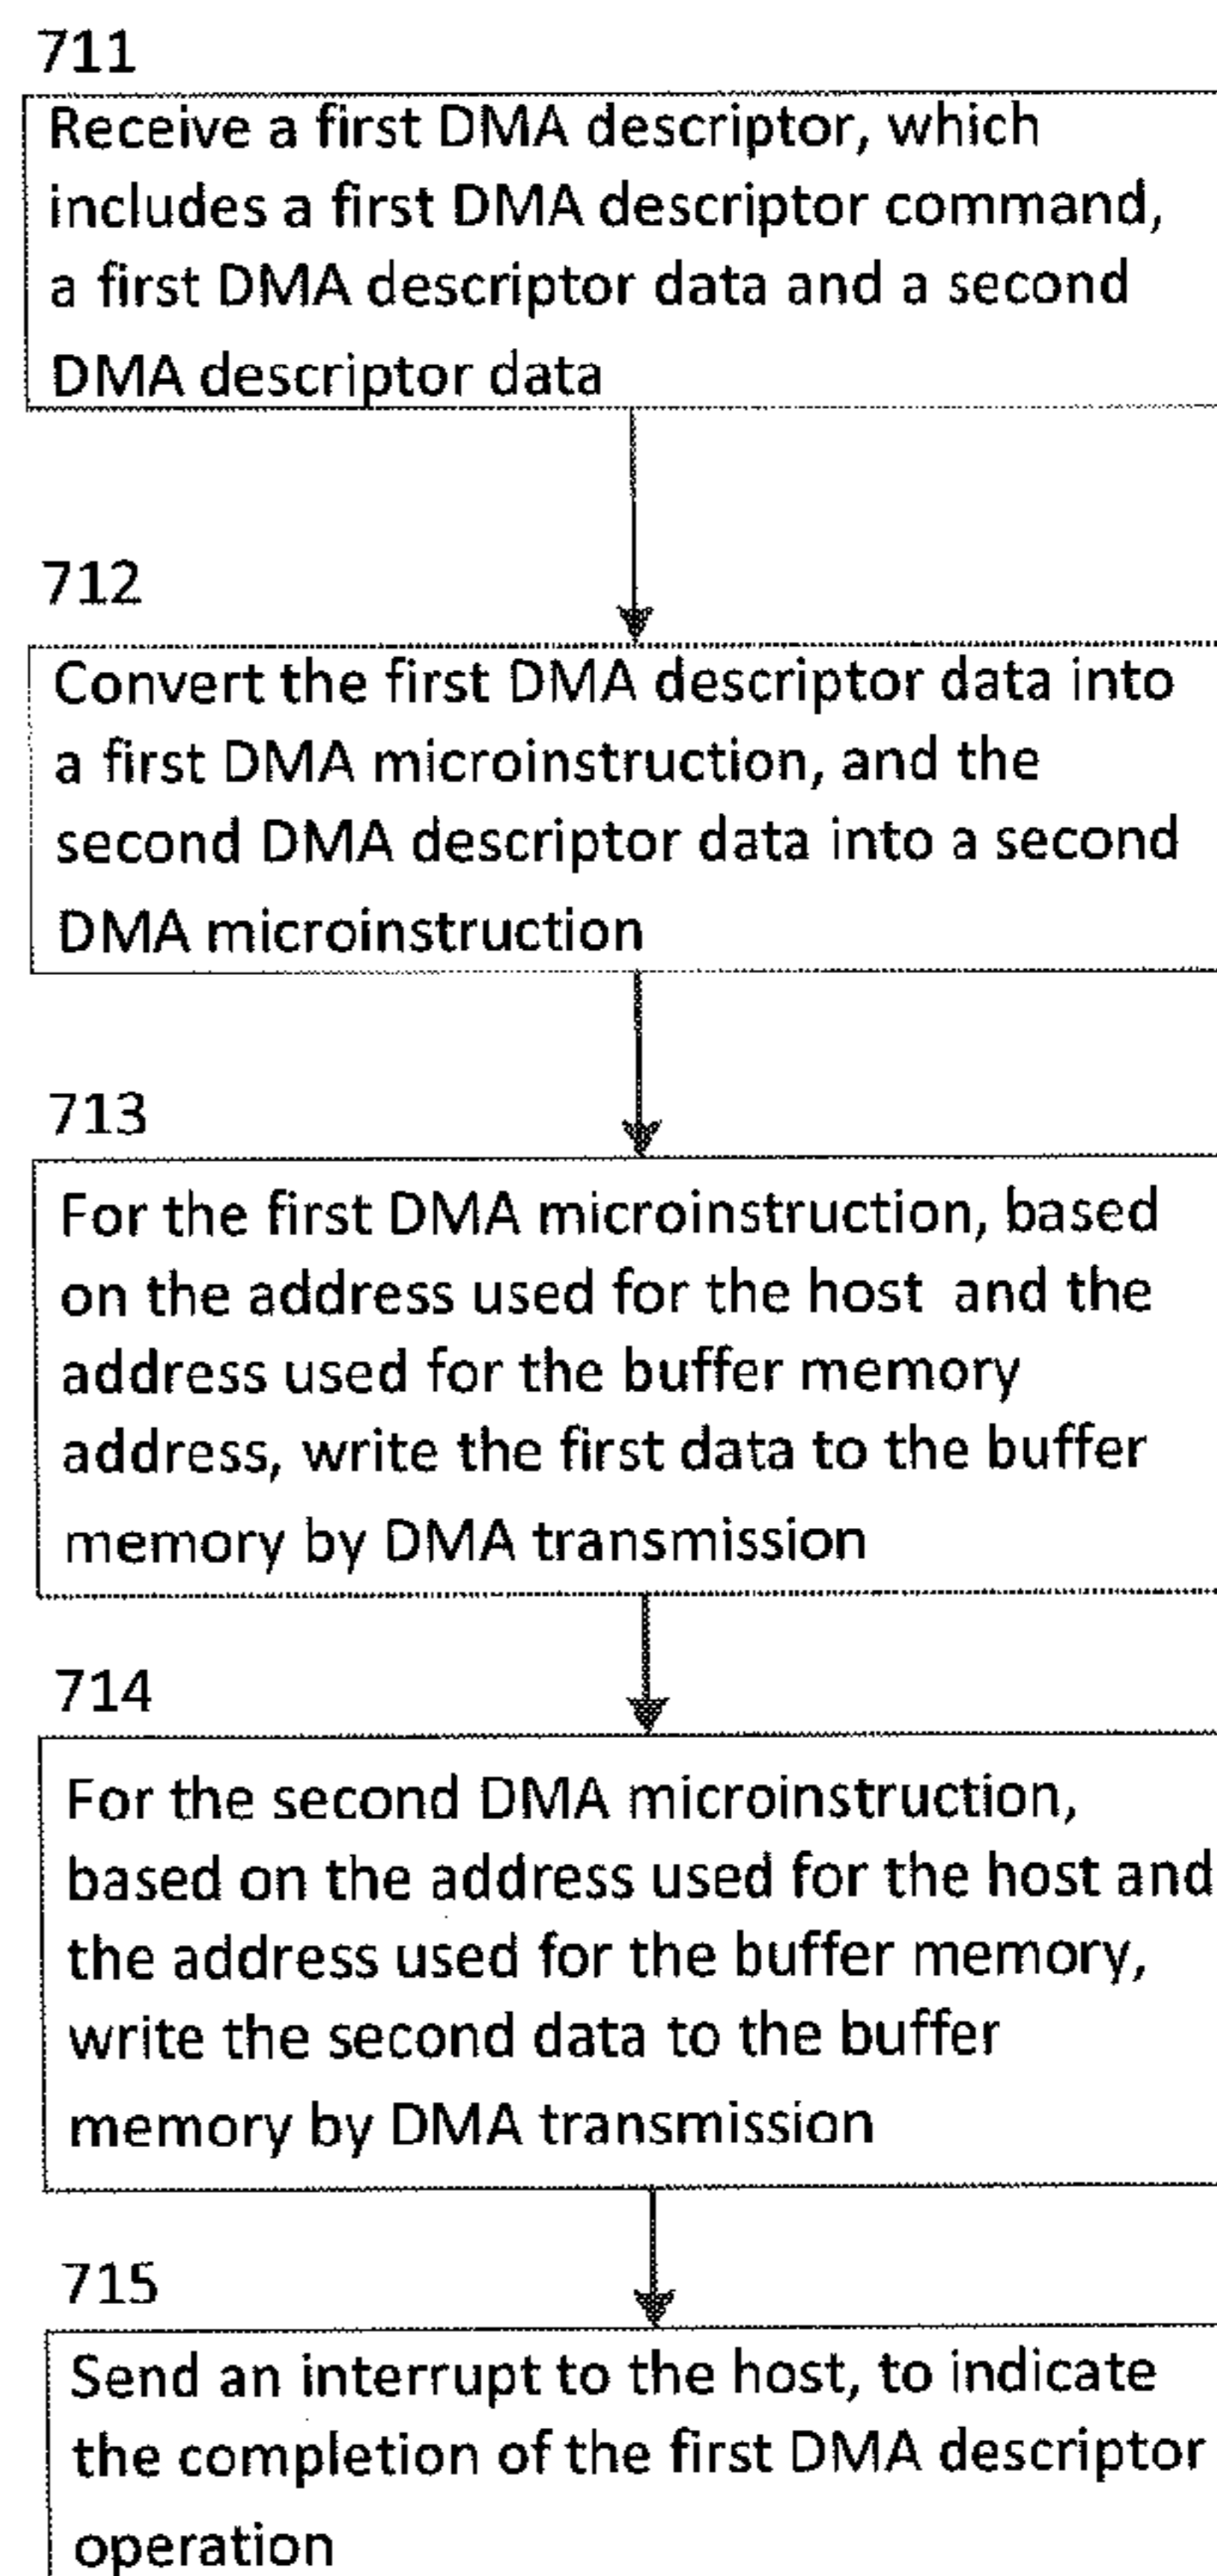 711
Receive a first DMA descriptor, which
includes a first DMA descriptor command,
a first DMA descriptor data and a second
DMA descriptor data
712
Convert the first DMA descriptor data into
a first DMA microinstruction, and the
second DMA descriptor data into a second
DMA microinstruction
713
For the first DMA microinstruction, based
on the address used for the host and the
address used for the buffer memory
address, write the first data to the buffer
memory by DMA transmission
714
For the second DMA microinstruction,
based on the address used for the host and
the address used for the buffer memory,
write the second data to the buffer
memory by DMA transmission
715
Send an interrupt to the host, to indicate
the completion of the first DMA descriptor
operation